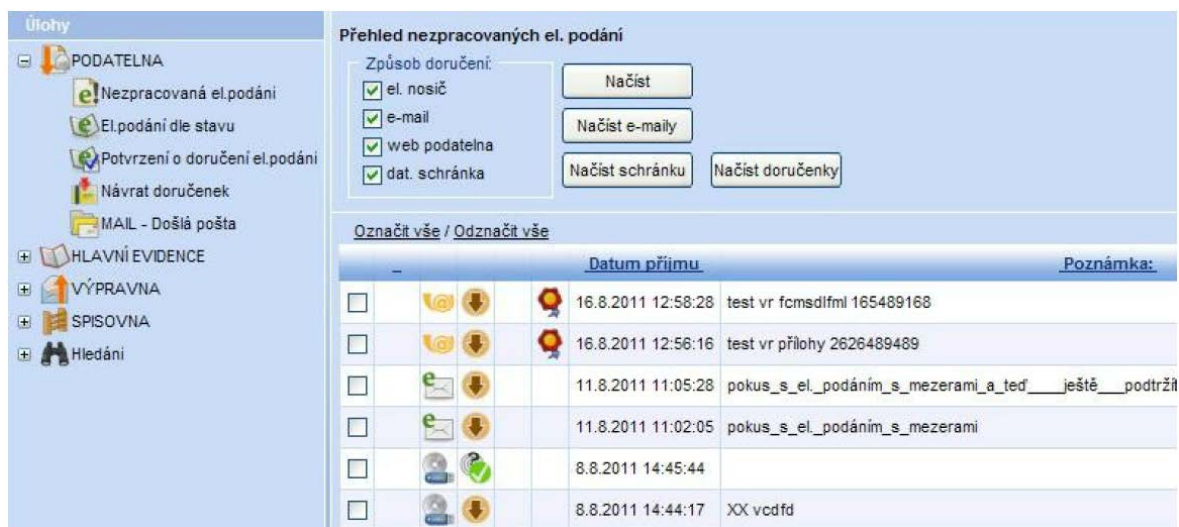 Úlohy
PODATELNA
Nezpracovaná el.podání
El.podání dle stavu
Potvrzení o doručení el.podání
Návrat doručenek
MAIL - Došlá pošta
HLAVNÍ EVIDENCE
VÝPRAVNA
SPISOVNA
Hledání
Přehled nezpracovaných el. podání
Způsob doručení:
el. nosič
e-mail
web podatelna
dat. schránka
Načíst
Načíst e-maily
Načíst schránku Načíst doručenky
Označit vše / Odznačit vše
Datum příjmu Poznámka:
16.8.2011 12:58:28 test vr fcmsdlfml 165489168
16.8.2011 12:56:16 test vr přílohy 2626489489
11.8.2011 11:05:28 pokus_s_el._podáním_s_mezerami_a_teď____ještě___podtržít
11.8.2011 11:02:05 pokus_s_el._podáním_s_mezerami
8.8.2011 14:45:44
8.8.2011 14:44:17 XX vcdfd